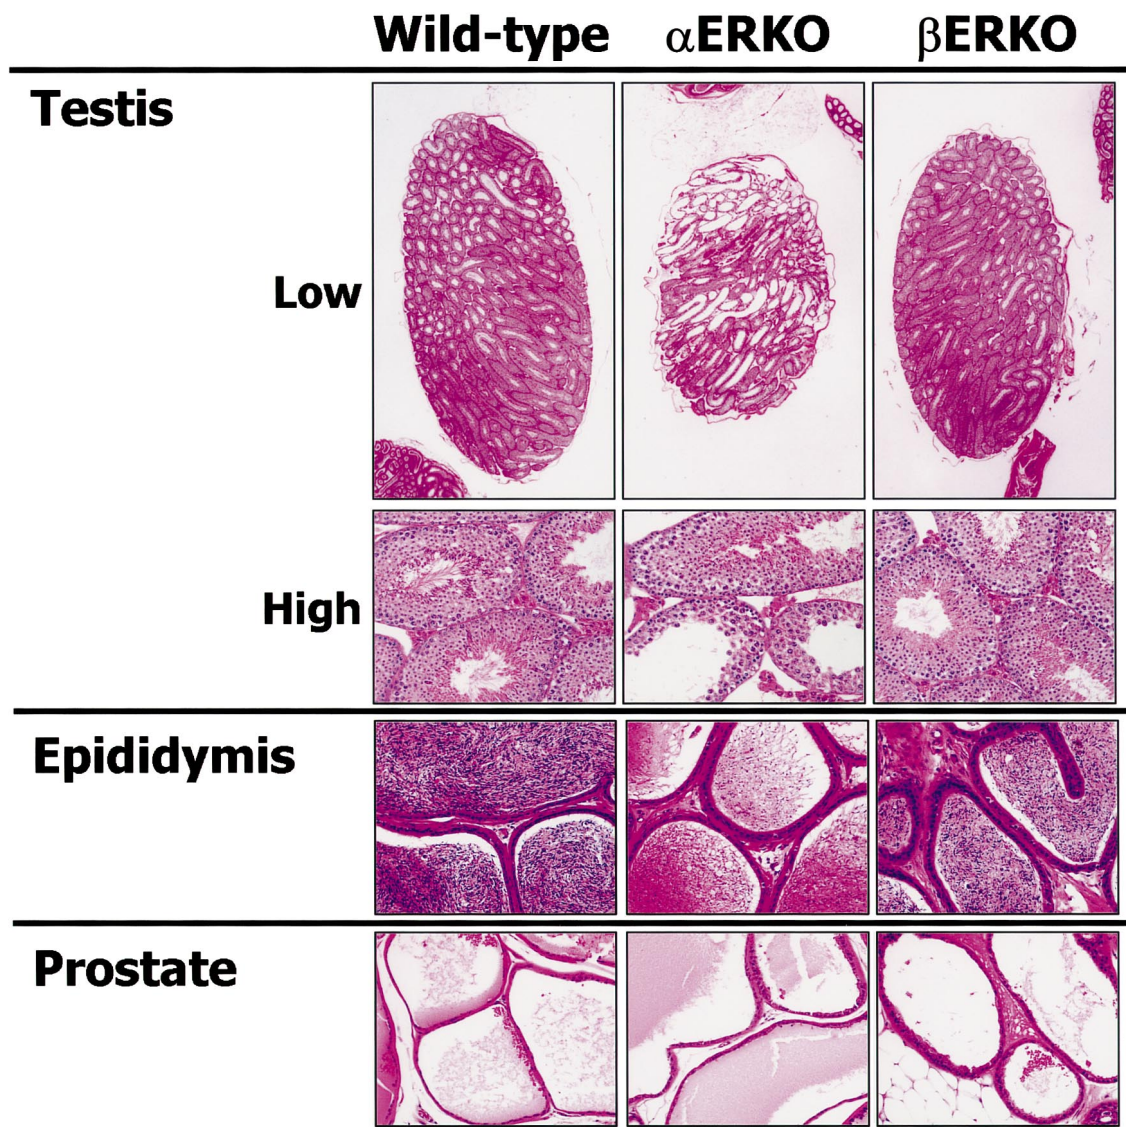 Wild-type αERKO βERKO
Testis
Low
High
Epididymis
Prostate